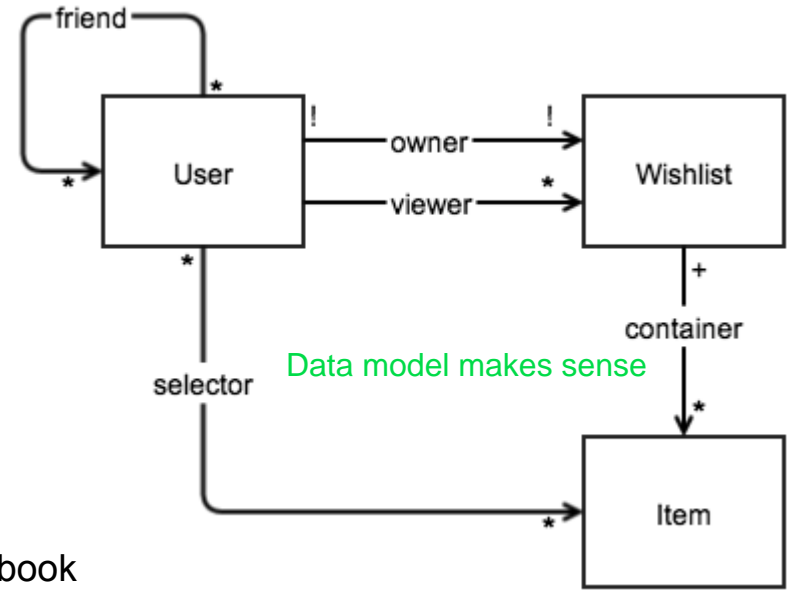 friend
*
*
User
!
owner
!
viewer
*
Wishlist
*
+
container
Data model makes sense
selector
*
*
Item
book